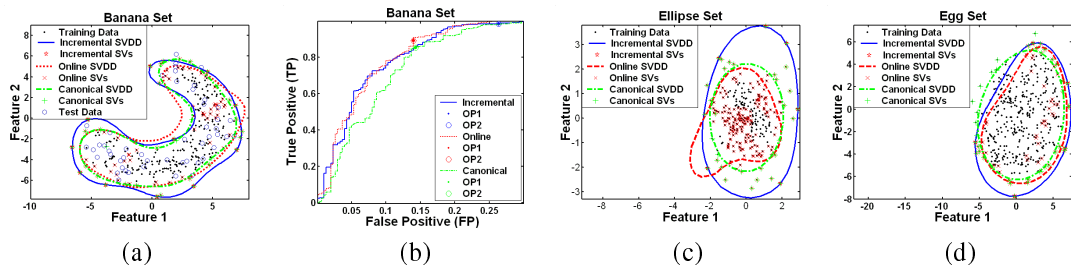 Banana Set
Feature 2
8
6
4
2
0
-2
-4
-6
-10
-5
0
5
Feature 1
Training Data
Incremental SVDD
Incremental SVs
Online SVDD
Online SVs
Canonical SVDD
Canonical SVs
Test Data
(a)
Banana Set
True Positive (TP)
1
0.8
0.6
0.4
0.2
0
0.05
0.15
0.25
False Positive (FP)
Incremental
OP1
OP2
Online
OP1
OP2
Canonical
OP1
OP2
(b)
Ellipse Set
Feature 2
3
2
1
0
-1
-2
-3
-8
-6
-4
-2
0
2
Feature 1
Training Data
Incremental SVDD
Incremental SVs
Online SVDD
Online SVs
Canonical SVDD
Canonical SVs
(c)
Egg Set
Feature 2
8
6
4
2
0
-2
-4
-6
-8
-20
-15
-10
-5
0
5
Feature 1
Training Data
Incremental SVDD
Incremental SVs
Online SVDD
Online SVs
Canonical SVDD
Canonical SVs
(d)